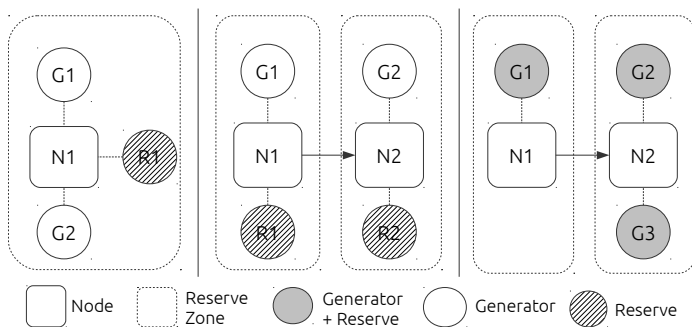 G1
N1
R1
G2
G1
G2
N1
N2
R1
R2
G1
G2
N1
N2
G3
Node
Reserve
Zone
Generator
+ Reserve
Generator
Reserve